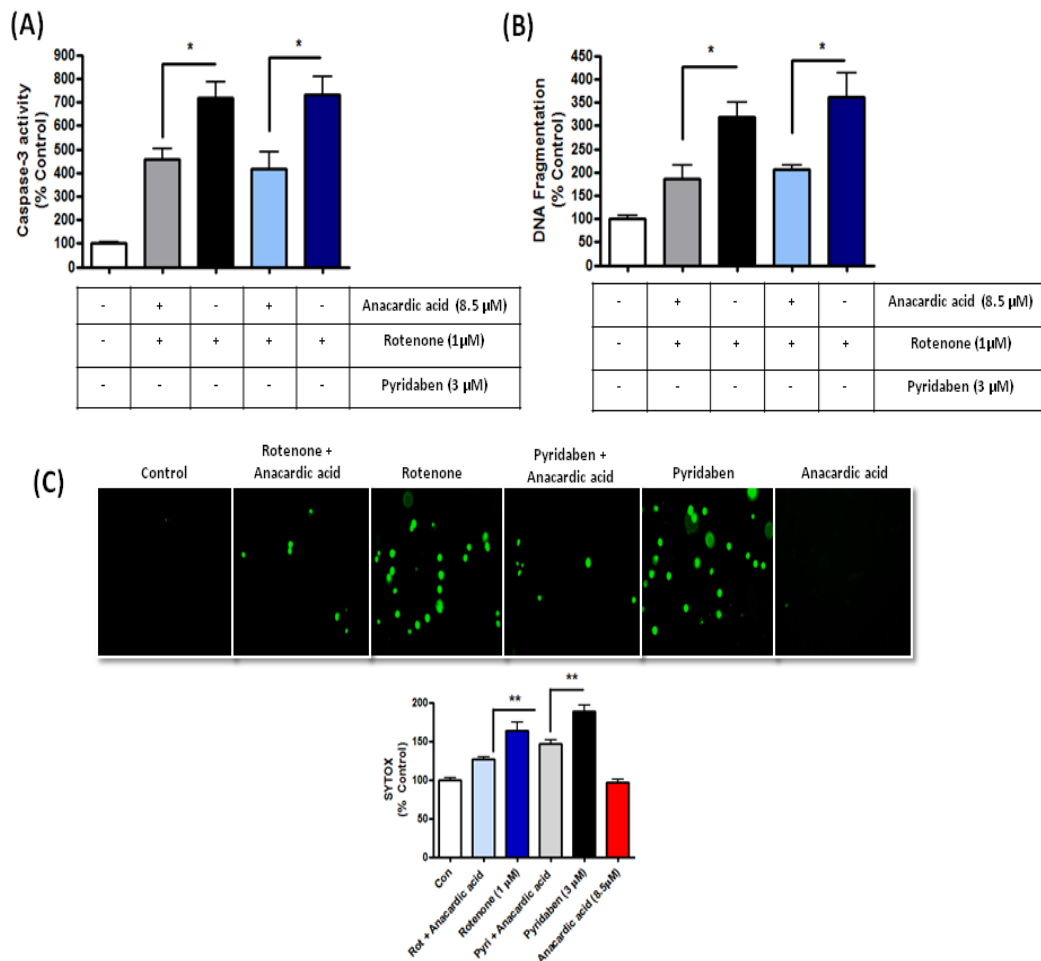 (A)
Caspase-3 activity
(% Control)
900
800
700
600
500
400
300
200
100
0
*
*
- + - + - Anacardic acid (8.5 µM)
- + + + + Rotenone (1µM)
- - - - - Pyridaben (3 µM)
(B)
DNA Fragmentation
(% Control)
450
400
350
300
250
200
150
100
50
0
*
*
- + - + - Anacardic acid (8.5 µM)
- + + + + Rotenone (1µM)
- - - - - Pyridaben (3 µM)
(C)
Control
Rotenone +
Anacardic acid
Rotenone
Pyridaben +
Anacardic acid
Pyridaben
Anacardic acid
SYTOX
(% Control)
200
150
100
50
0
**
**
Con
Rot + Anacardic acid
Rotenone (1 µM)
Pyri + Anacardic acid
Pyridaben (3 µM)
Anacardic acid (8.5µM)